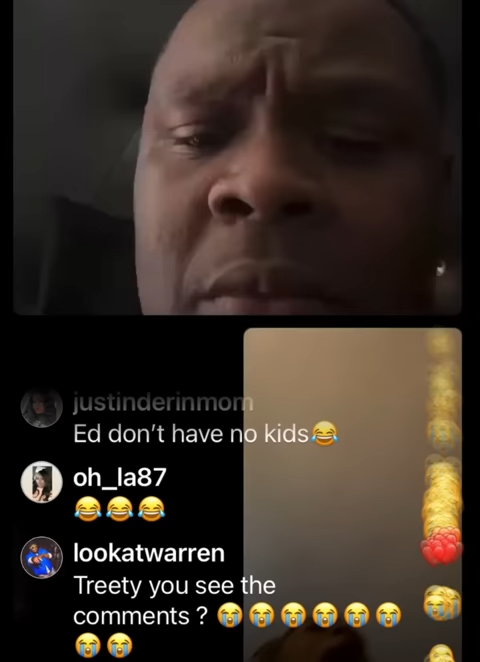 justinderinmom
Ed don’t have no kids😂
oh_la87
😂😂😂
lookatwarren
Treety you see the
comments ? 😭😭😭😭😭😭
😭😭